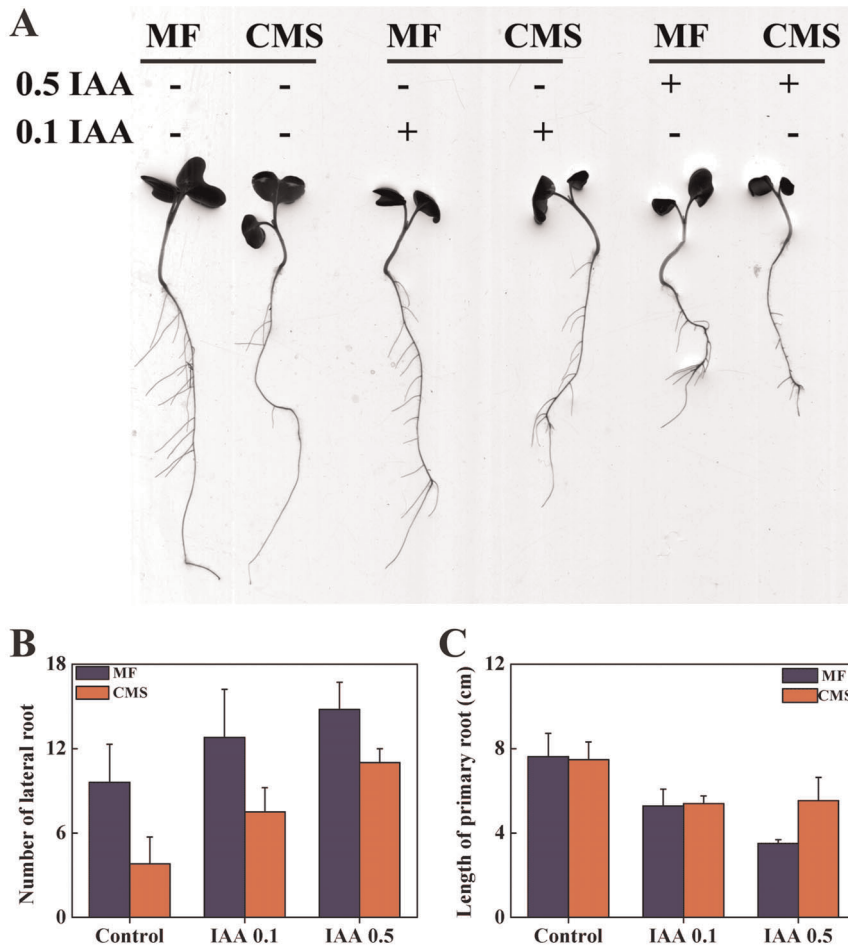 A
MF CMS MF CMS MF CMS
0.5 IAA - - - - + +
0.1 IAA - - + + - -
B
18
12
6
0
Number of lateral root
MF
CMS
Control IAA 0.1 IAA 0.5
C
12
8
4
0
Length of primary root (cm)
MF
CMS
Control IAA 0.1 IAA 0.5